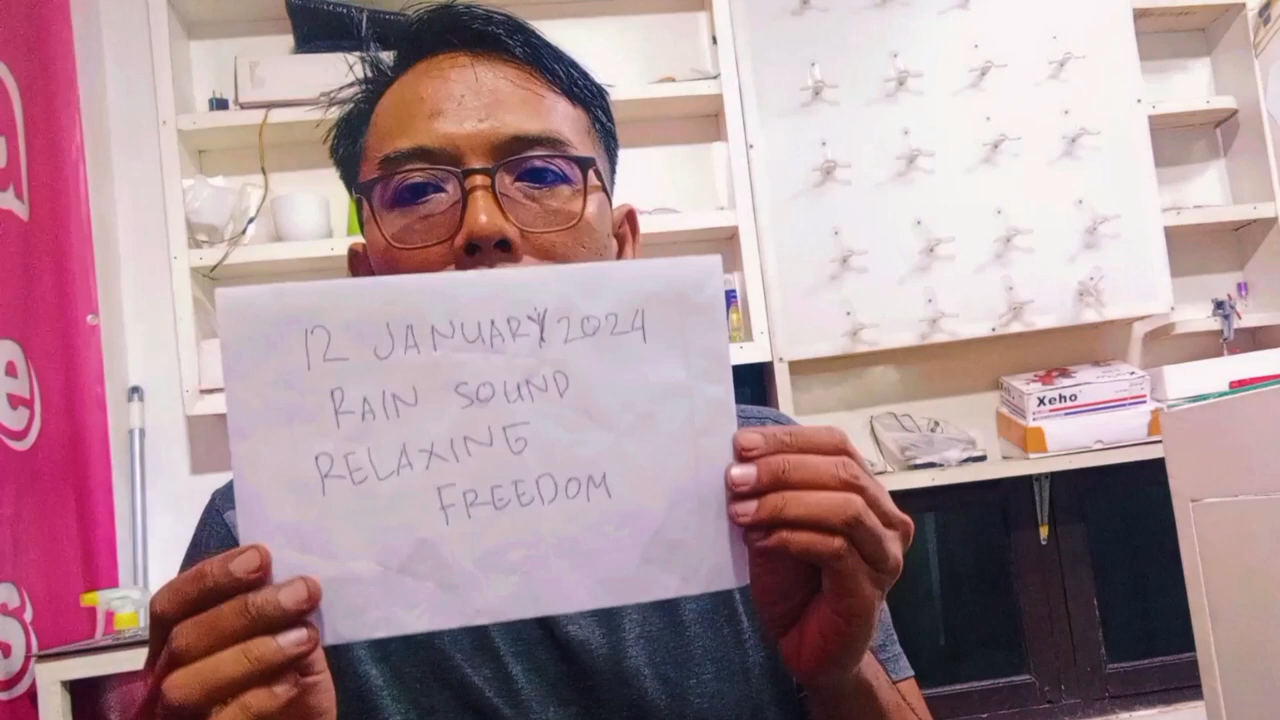 12 JANUARY 2024
RAIN SOUND
RELAXING
FREEDOM
Xeho
e
s